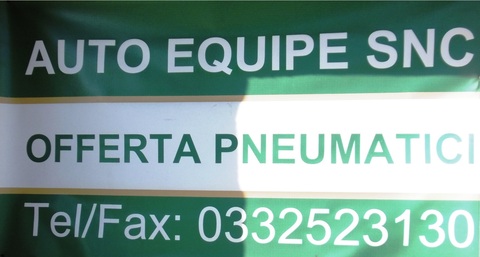 AUTO EQUIPE SNC
OFFERTA PNEUMATICI
Tel/Fax: 0332523130